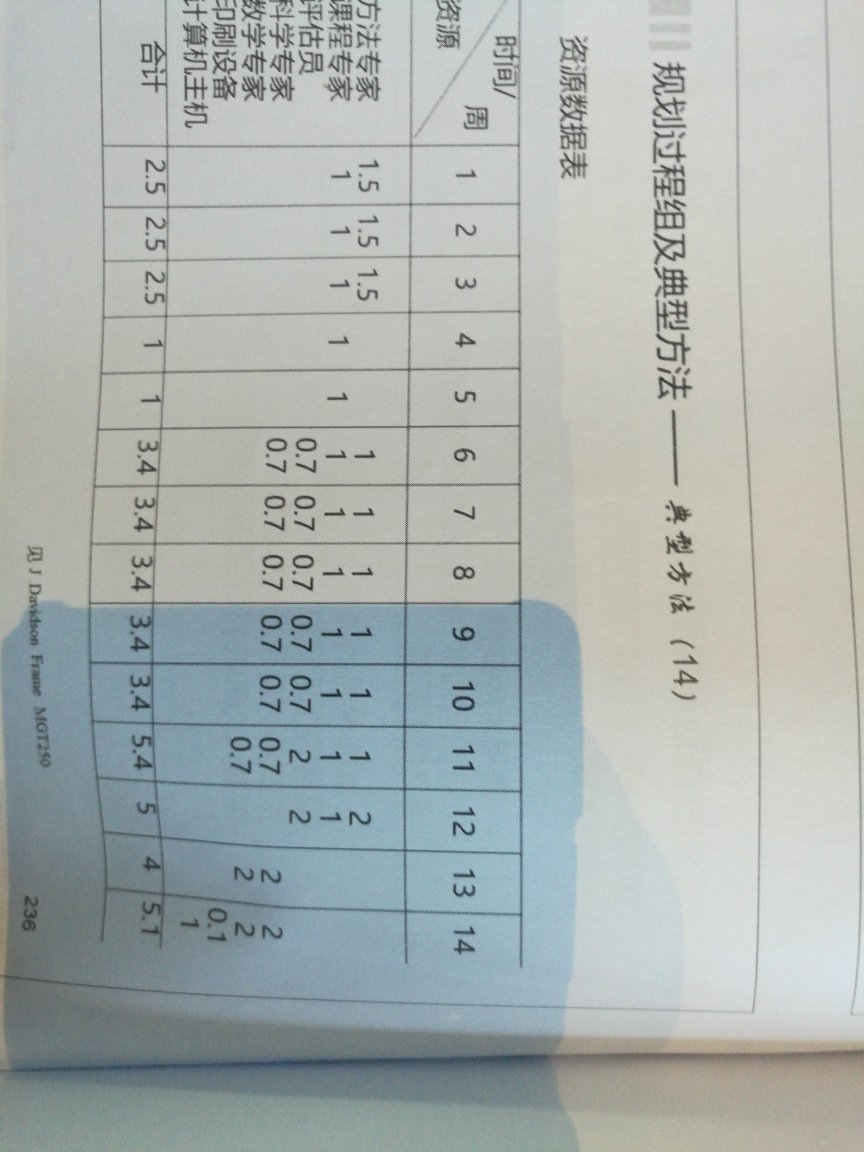 规划过程组及典型方法 —— 典型方法（14）
资源数据表
时间/周
资源 1 2 3 4 5 6 7 8 9 10 11 12 13 14
方法专家 1.5 1.5 1.5 1 1 1 1 1 1 2
课程专家 1 1 1 1 1 1 1 1 1 1 1 1
评估员 0.7 0.7 0.7 0.7 0.7 2 2
科学专家 0.7 0.7 0.7 0.7 0.7 0.7 2 2
数学专家 0.7 2 2
印刷设备 0.1
计算机主机 1
合计 2.5 2.5 2.5 1 1 3.4 3.4 3.4 3.4 3.4 5.4 5 4 5.1
见 J Davidson Frame MGT250
236